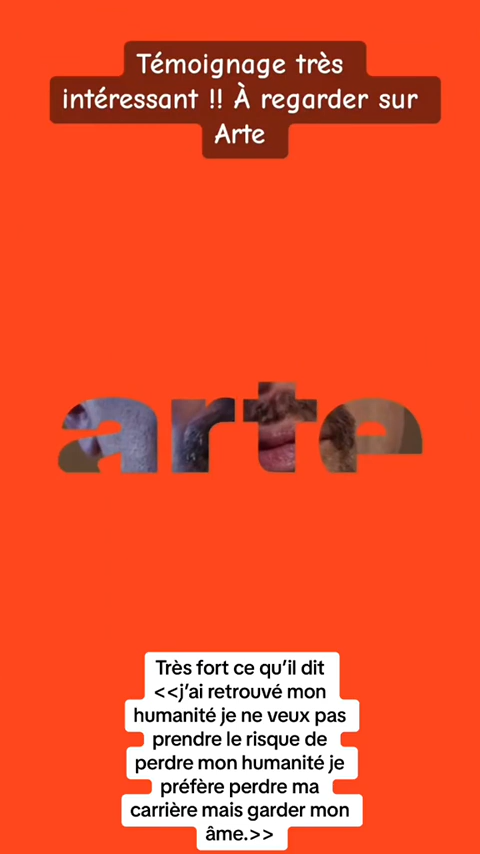 Témoignage très
intéressant !! À regarder sur
Arte
arte
Très fort ce qu’il dit
<<j’ai retrouvé mon
humanité je ne veux pas
prendre le risque de
perdre mon humanité je
préfère perdre ma
carrière mais garder mon
âme.>>